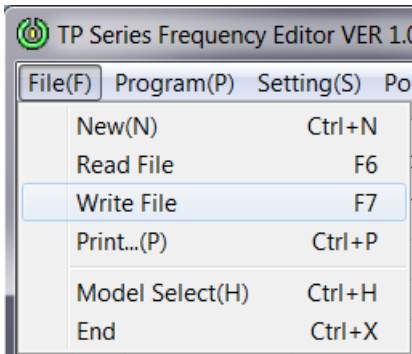 TP Series Frequency Editor VER 1.0
File(F) Program(P) Setting(S) Po
New(N) Ctrl+N
Read File F6
Write File F7
Print...(P) Ctrl+P
Model Select(H) Ctrl+H
End Ctrl+X